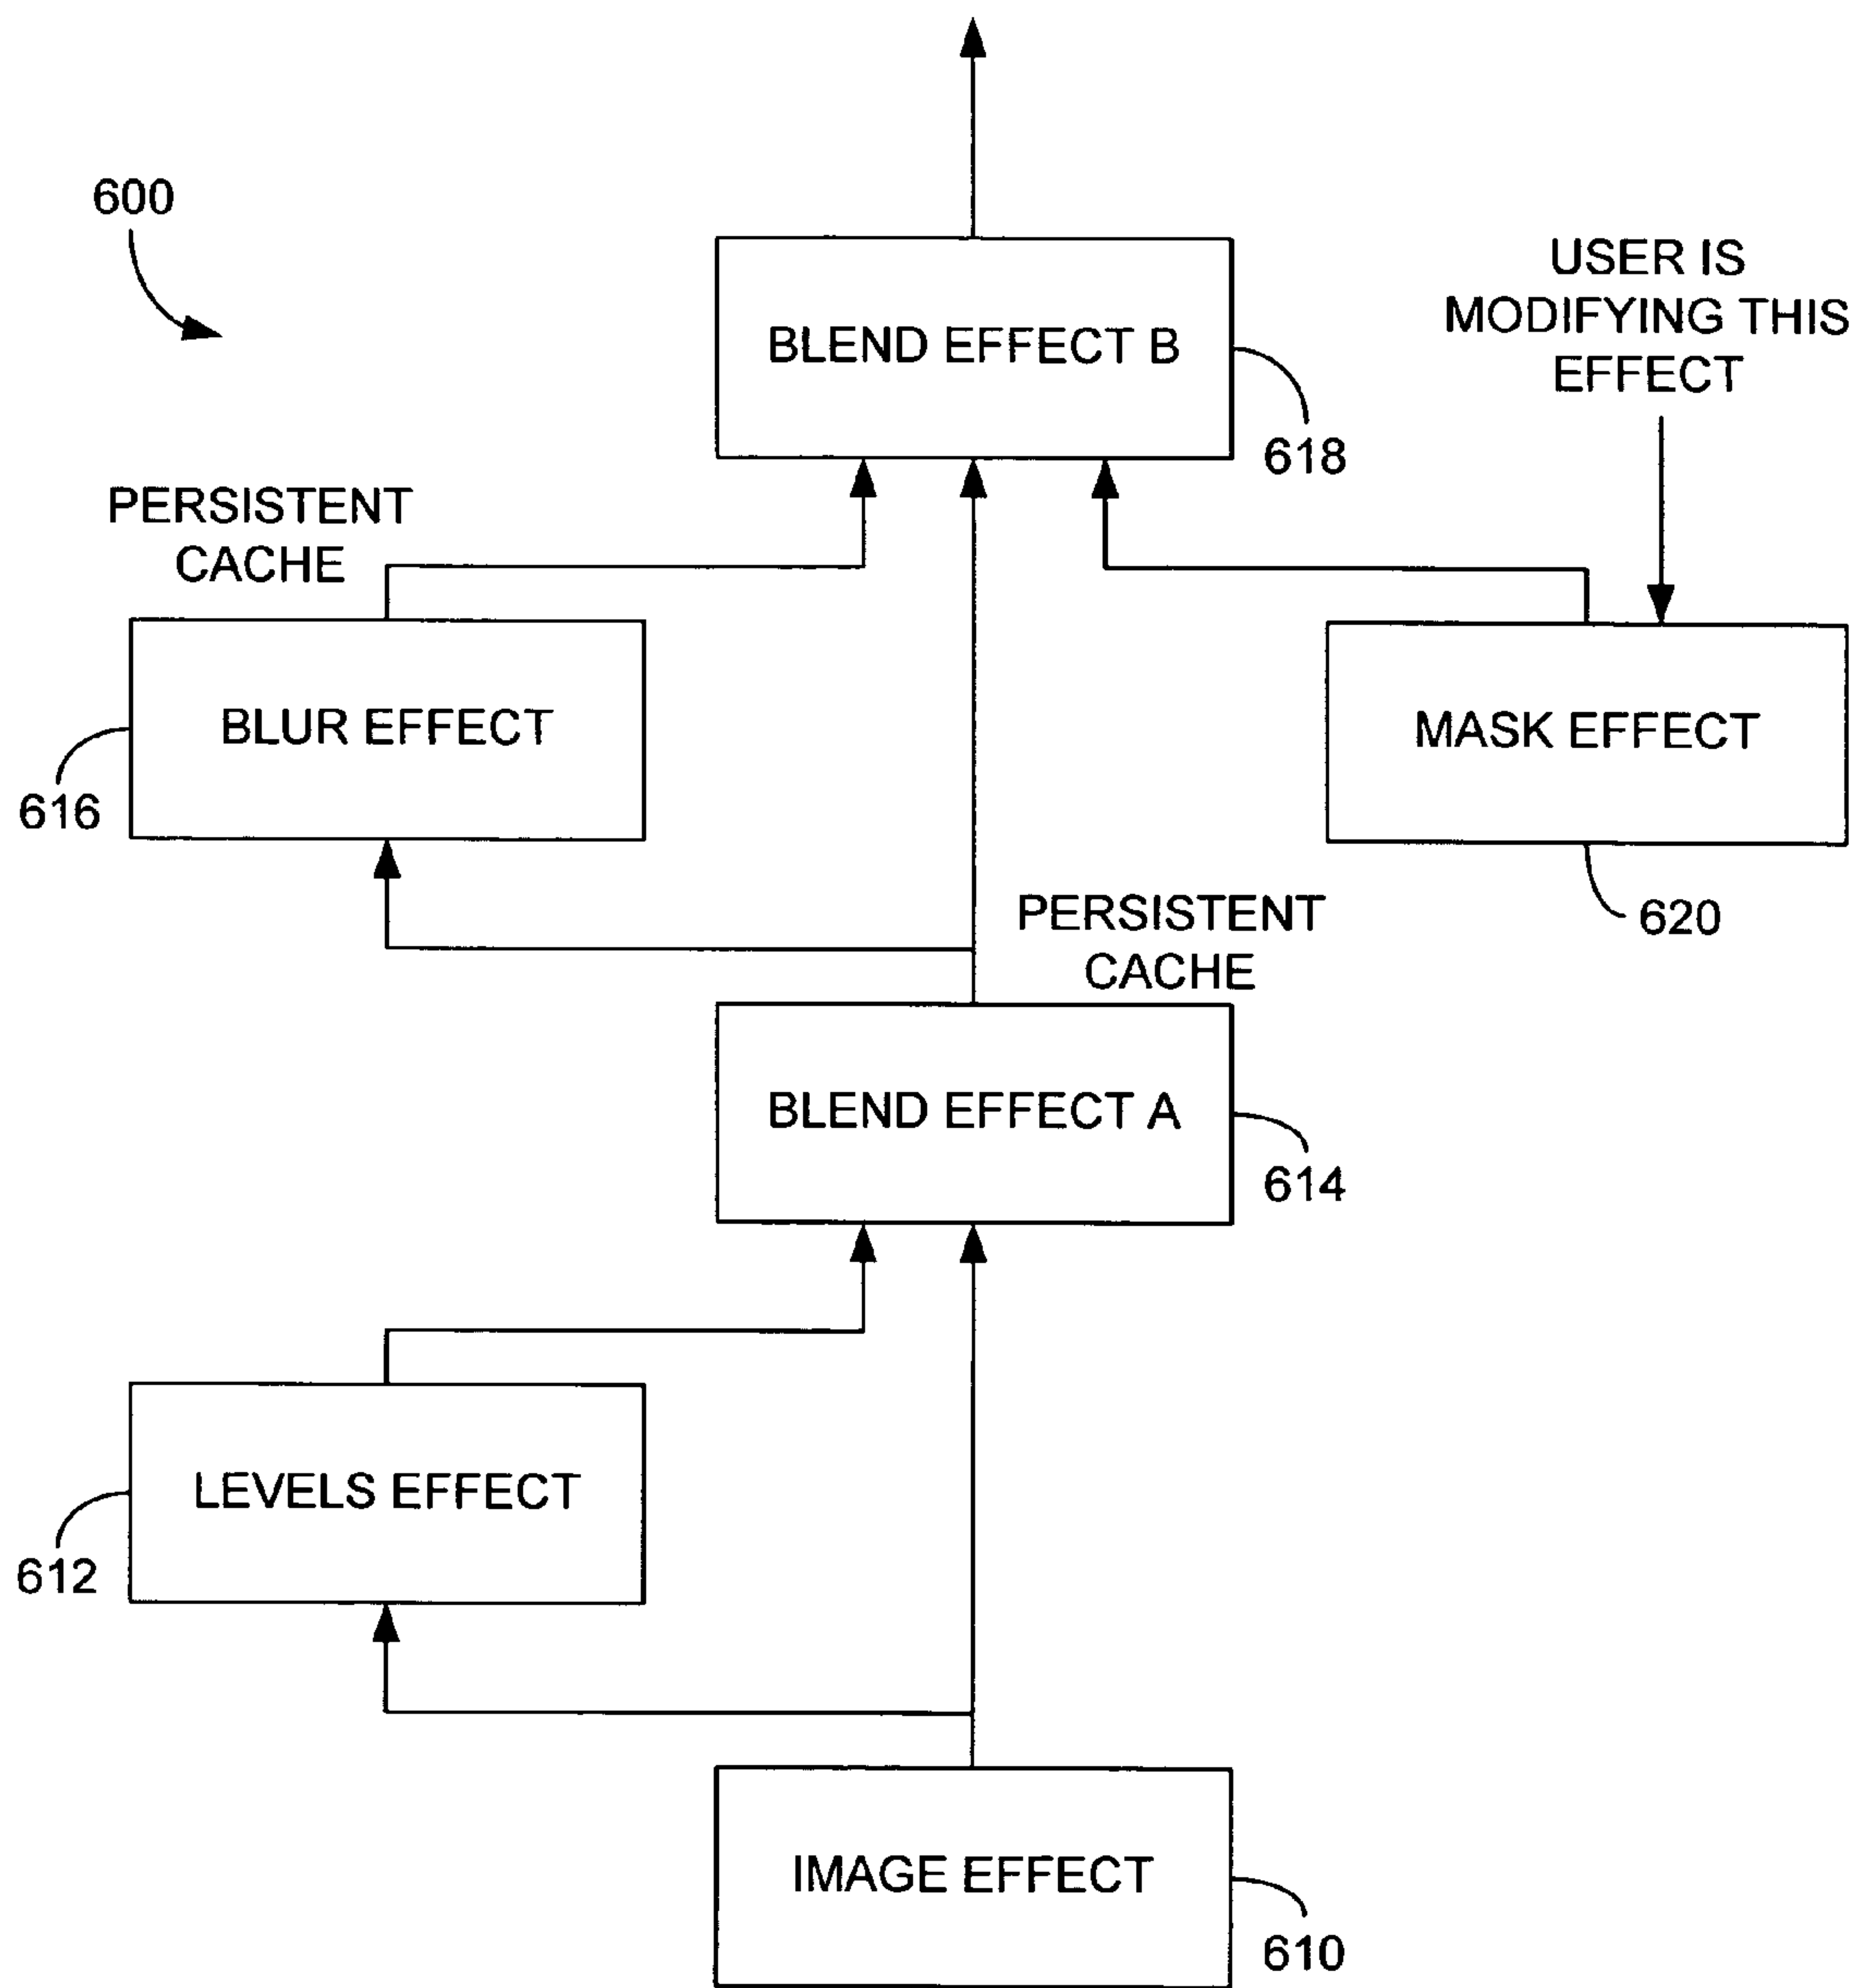 600
BLEND EFFECT B
USER IS
MODIFYING THIS
EFFECT
618
PERSISTENT
CACHE
BLUR EFFECT
MASK EFFECT
616
620
PERSISTENT
CACHE
BLEND EFFECT A
614
LEVELS EFFECT
612
IMAGE EFFECT
610